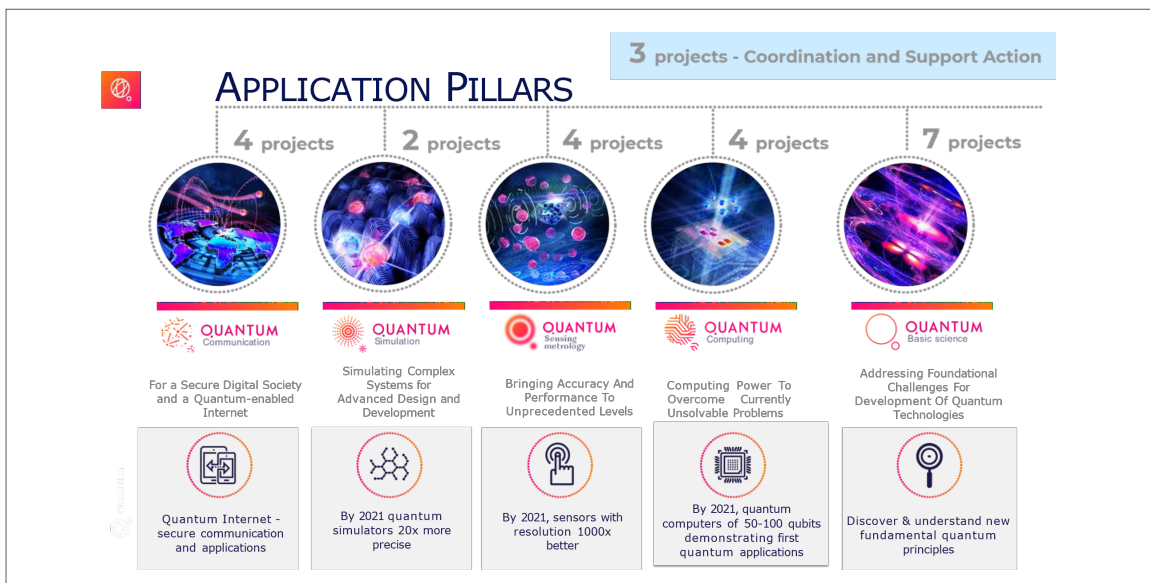 3 projects - Coordination and Support Action
APPLICATION PILLARS
4 projects
2 projects
4 projects
4 projects
7 projects
QUANTUM
Communication
QUANTUM
Simulation
QUANTUM
Sensing
metrology
QUANTUM
Computing
QUANTUM
Basic science
For a Secure Digital Society
and a Quantum-enabled
Internet
Simulating Complex
Systems for
Advanced Design and
Development
Bringing Accuracy And
Performance To
Unprecedented Levels
Computing Power To
Overcome Currently
Unsolvable Problems
Addressing Foundational
Challenges For
Development Of Quantum
Technologies
Quantum Internet -
secure communication
and applications
By 2021 quantum
simulators 20x more
precise
By 2021, sensors with
resolution 1000x
better
By 2021, quantum
computers of 50-100 qubits
demonstrating first
quantum applications
Discover & understand new
fundamental quantum
principles